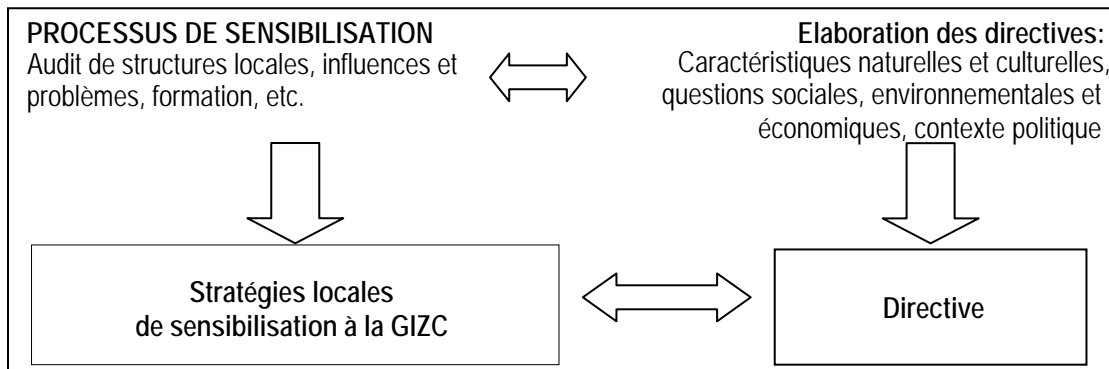 PROCESSUS DE SENSIBILISATION
Audit de structures locales, influences et
problèmes, formation, etc.
Elaboration des directives:
Caractéristiques naturelles et culturelles,
questions sociales, environnementales et
économiques, contexte politique
Stratégies locales
de sensibilisation à la GIZC
Directive